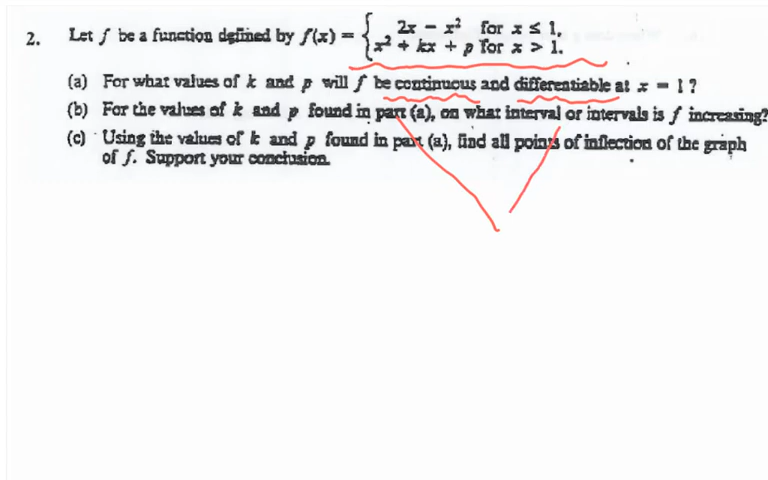 2. Let f be a function defined by f(x) = { 2x - x² for x ≤ 1,
x² + kx + p for x > 1.
(a) For what values of k and p will f be continuous and differentiable at x = 1?
(b) For the values of k and p found in part (a), on what interval or intervals is f increasing?
(c) Using the values of k and p found in part (a), find all points of inflection of the graph
of f. Support your conclusion.